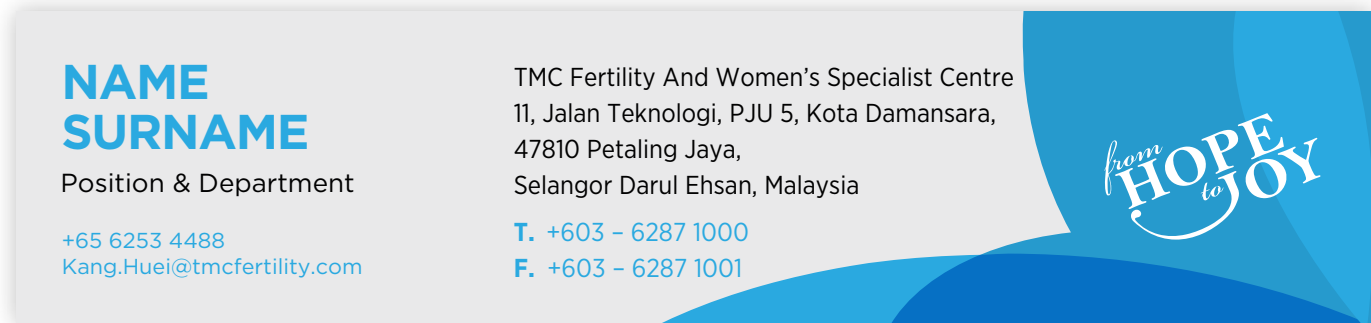 NAME
SURNAME
Position & Department
+65 6253 4488
Kang.Huei@tmcfertility.com
TMC Fertility And Women’s Specialist Centre
11, Jalan Teknologi, PJU 5, Kota Damansara,
47810 Petaling Jaya,
Selangor Darul Ehsan, Malaysia
T. +603 – 6287 1000
F. +603 – 6287 1001
from
HOPE
to JOY